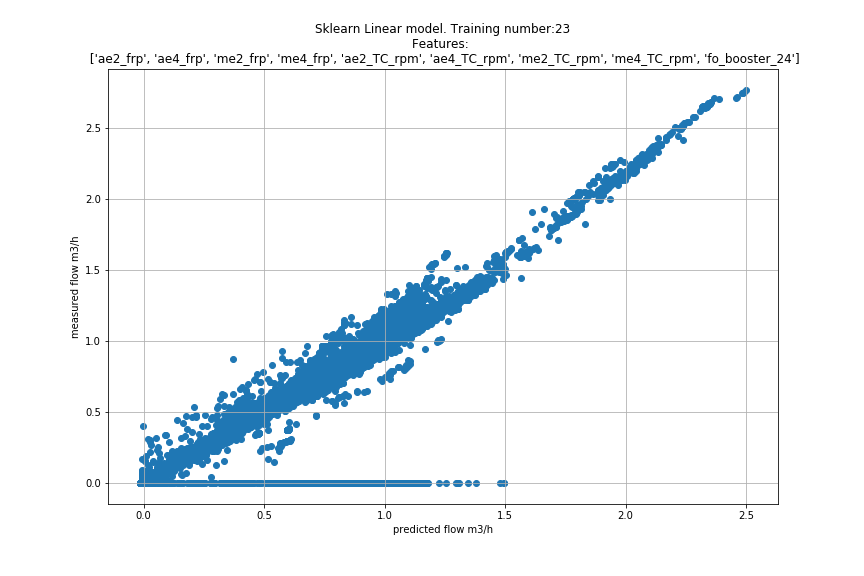 Sklearn Linear model. Training number:23
Features:
['ae2_frp', 'ae4_frp', 'me2_frp', 'me4_frp', 'ae2_TC_rpm', 'ae4_TC_rpm', 'me2_TC_rpm', 'me4_TC_rpm', 'fo_booster_24']
measured flow m3/h
2.5
2.0
1.5
1.0
0.5
0.0
0.0 0.5 1.0 1.5 2.0 2.5
predicted flow m3/h